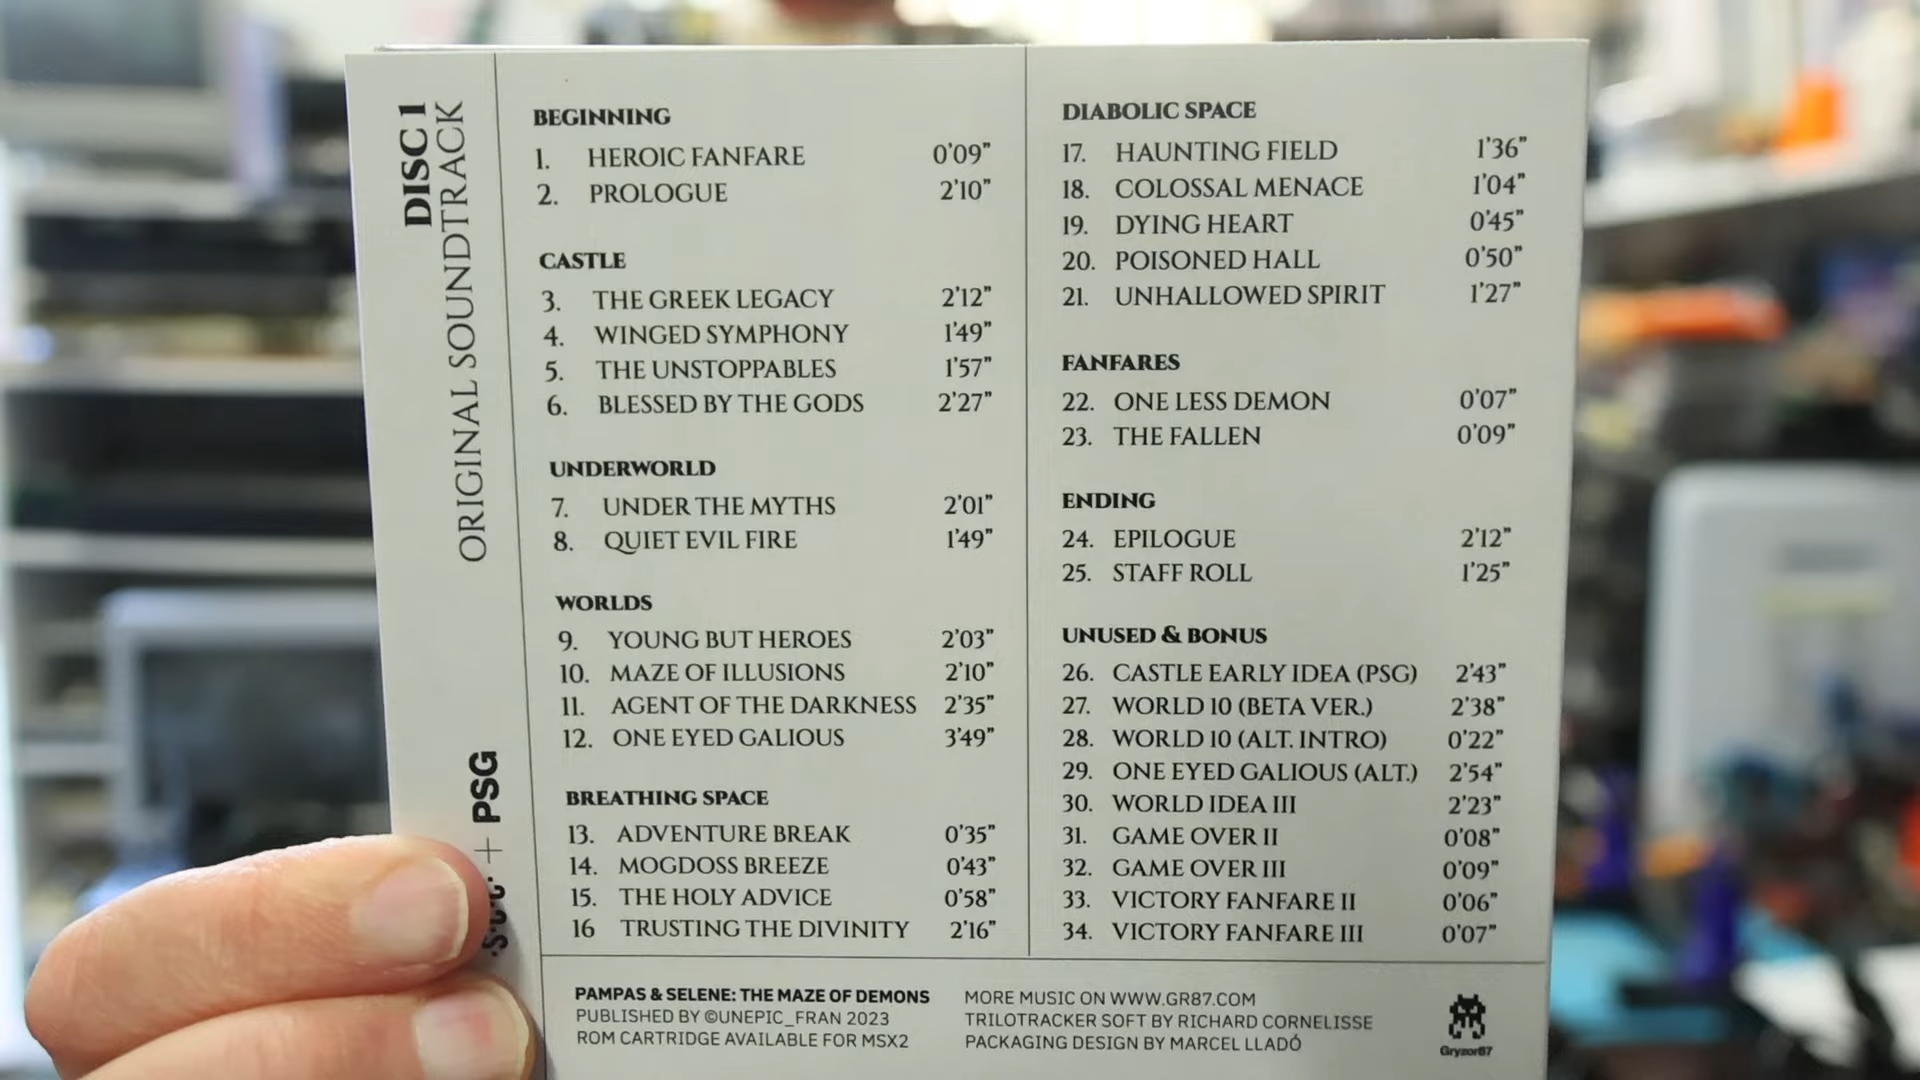 DISC 1
ORIGINAL SOUNDTRACK
+ PSG
BEGINNING
1. HEROIC FANFARE 0'09"
2. PROLOGUE 2'10"
CASTLE
3. THE GREEK LEGACY 2'12"
4. WINGED SYMPHONY 1'49"
5. THE UNSTOPPABLES 1'57"
6. BLESSED BY THE GODS 2'27"
UNDERWORLD
7. UNDER THE MYTHS 2'01"
8. QUIET EVIL FIRE 1'49"
WORLDS
9. YOUNG BUT HEROES 2'03"
10. MAZE OF ILLUSIONS 2'10"
11. AGENT OF THE DARKNESS 2'35"
12. ONE EYED GALIOUS 3'49"
BREATHING SPACE
13. ADVENTURE BREAK 0'35"
14. MOGDOSS BREEZE 0'43"
15. THE HOLY ADVICE 0'58"
16 TRUSTING THE DIVINITY 2'16"
DIABOLIC SPACE
17. HAUNTING FIELD 1'36"
18. COLOSSAL MENACE 1'04"
19. DYING HEART 0'45"
20. POISONED HALL 0'50"
21. UNHALLOWED SPIRIT 1'27"
FANFARES
22. ONE LESS DEMON 0'07"
23. THE FALLEN 0'09"
ENDING
24. EPILOGUE 2'12"
25. STAFF ROLL 1'25"
UNUSED & BONUS
26. CASTLE EARLY IDEA (PSG) 2'43"
27. WORLD 10 (BETA VER.) 2'38"
28. WORLD 10 (ALT. INTRO) 0'22"
29. ONE EYED GALIOUS (ALT.) 2'54"
30. WORLD IDEA III 2'23"
31. GAME OVER II 0'08"
32. GAME OVER III 0'09"
33. VICTORY FANFARE II 0'06"
34. VICTORY FANFARE III 0'07"
PAMPAS & SELENE: THE MAZE OF DEMONS
PUBLISHED BY ©UNEPIC_FRAN 2023
ROM CARTRIDGE AVAILABLE FOR MSX2
MORE MUSIC ON WWW.GR87.COM
TRILOTRACKER SOFT BY RICHARD CORNELISSE
PACKAGING DESIGN BY MARCEL LLADÓ
Gryzor87